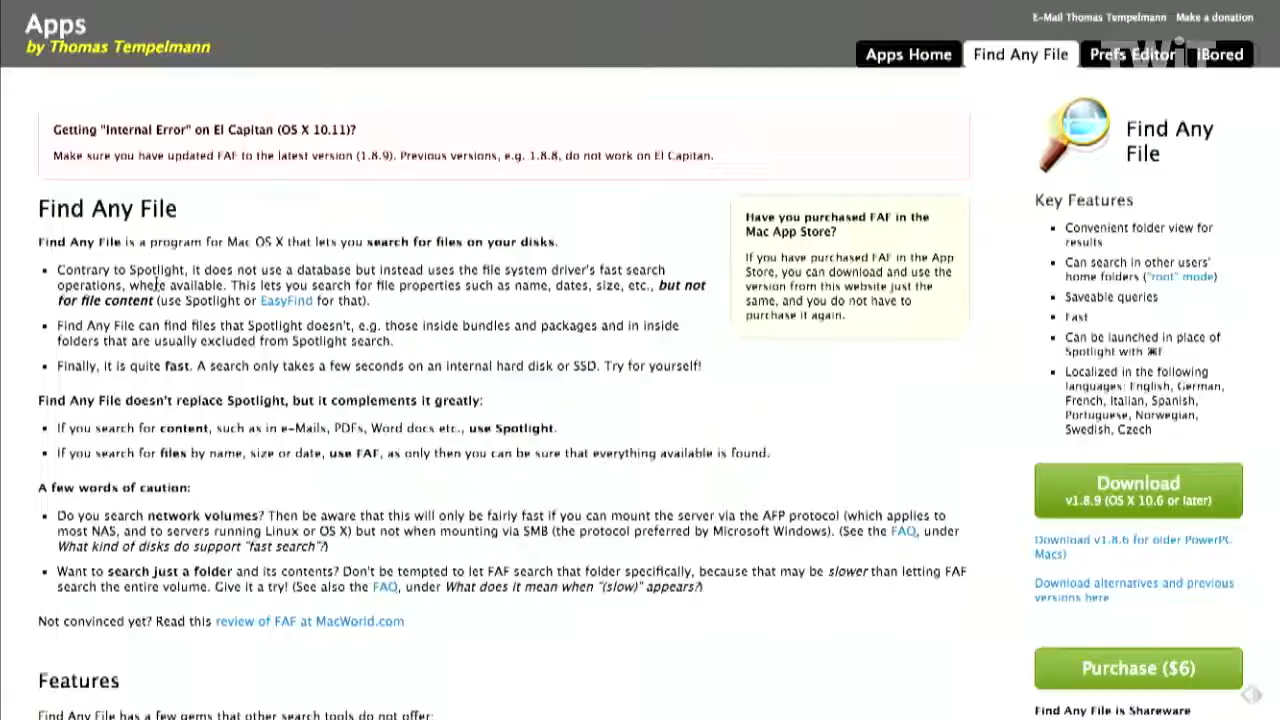 Apps
by Thomas Tempelmann
E-Mail Thomas Tempelmann Make a donation
Apps Home Find Any File Prefs Editor iBored
TWiT
Getting "Internal Error" on El Capitan (OS X 10.11)?
Make sure you have updated FAF to the latest version (1.8.9). Previous versions, e.g. 1.8.8, do not work on El Capitan.
Find Any File
Find Any File is a program for Mac OS X that lets you search for files on your disks.
Contrary to Spotlight, it does not use a database but instead uses the file system driver's fast search
operations, where available. This lets you search for file properties such as name, dates, size, etc., but not
for file content (use Spotlight or EasyFind for that).
Find Any File can find files that Spotlight doesn't, e.g. those inside bundles and packages and in inside
folders that are usually excluded from Spotlight search.
Finally, it is quite fast. A search only takes a few seconds on an internal hard disk or SSD. Try for yourself!
Find Any File doesn't replace Spotlight, but it complements it greatly:
If you search for content, such as in e-Mails, PDFs, Word docs etc., use Spotlight.
If you search for files by name, size or date, use FAF, as only then you can be sure that everything available is found.
A few words of caution:
Do you search network volumes? Then be aware that this will only be fairly fast if you can mount the server via the AFP protocol (which applies to
most NAS, and to servers running Linux or OS X) but not when mounting via SMB (the protocol preferred by Microsoft Windows). (See the FAQ, under
What kind of disks do support "fast search"?)
Want to search just a folder and its contents? Don't be tempted to let FAF search that folder specifically, because that may be slower than letting FAF
search the entire volume. Give it a try! (See also the FAQ, under What does it mean when "(slow)" appears?)
Not convinced yet? Read this review of FAF at MacWorld.com
Features
Find Any File has a few gems that other search tools do not offer:
Have you purchased FAF in the
Mac App Store?
If you have purchased FAF in the App
Store, you can download and use the
version from this website just the
same, and you do not have to
purchase it again.
Find Any
File
Key Features
Convenient folder view for
results
Can search in other users'
home folders ("root" mode)
Saveable queries
Fast
Can be launched in place of
Spotlight with ⌘F
Localized in the following
languages: English, German,
French, Italian, Spanish,
Portuguese, Norwegian,
Swedish, Czech
Download
v1.8.9 (OS X 10.6 or later)
Download v1.8.6 for older PowerPC
Macs)
Download alternatives and previous
versions here
Purchase ($6)
Find Any File is Shareware